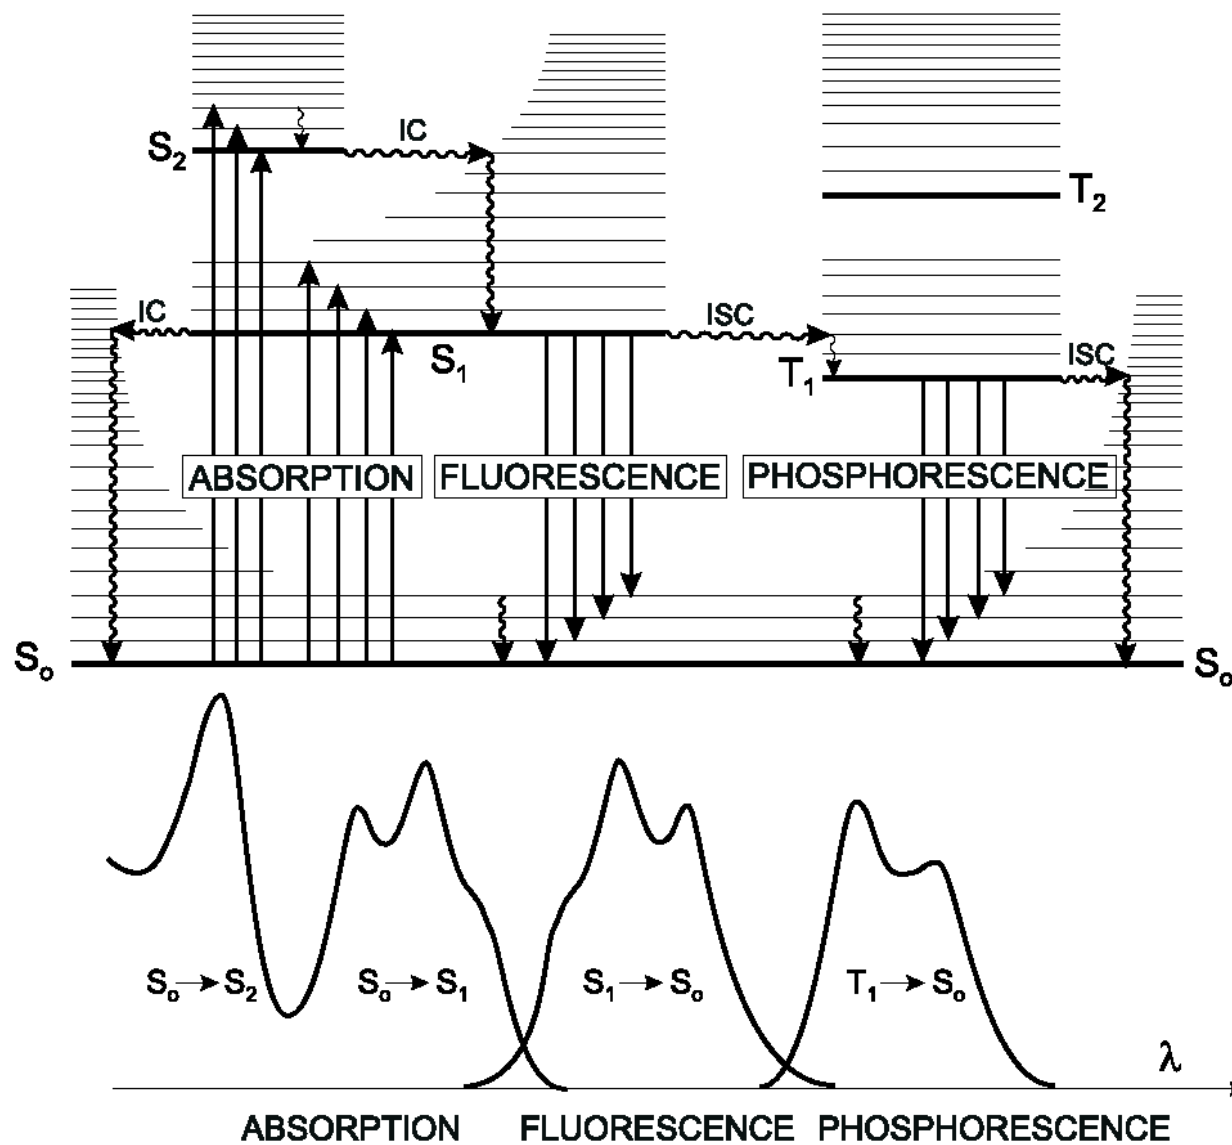 IC
S₂
T₂
IC
ISC
S₁
T₁
ISC
ABSORPTION
FLUORESCENCE
PHOSPHORESCENCE
Sₒ
Sₒ
Sₒ→S₂
Sₒ→S₁
S₁→Sₒ
T₁→Sₒ
λ
ABSORPTION
FLUORESCENCE
PHOSPHORESCENCE